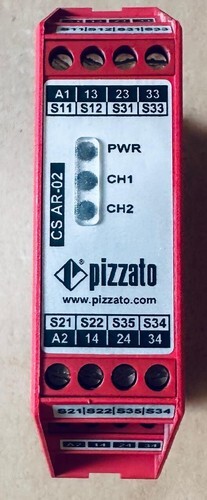 S11 S12 S31 S33
A1 13 23 33
S11 S12 S31 S33
PWR
CH1
CH2
CS AR-02
pizzato
www.pizzato.com
S21 S22 S35 S34
A2 14 24 34
S21 S22 S35 S34
A2 14 24 34